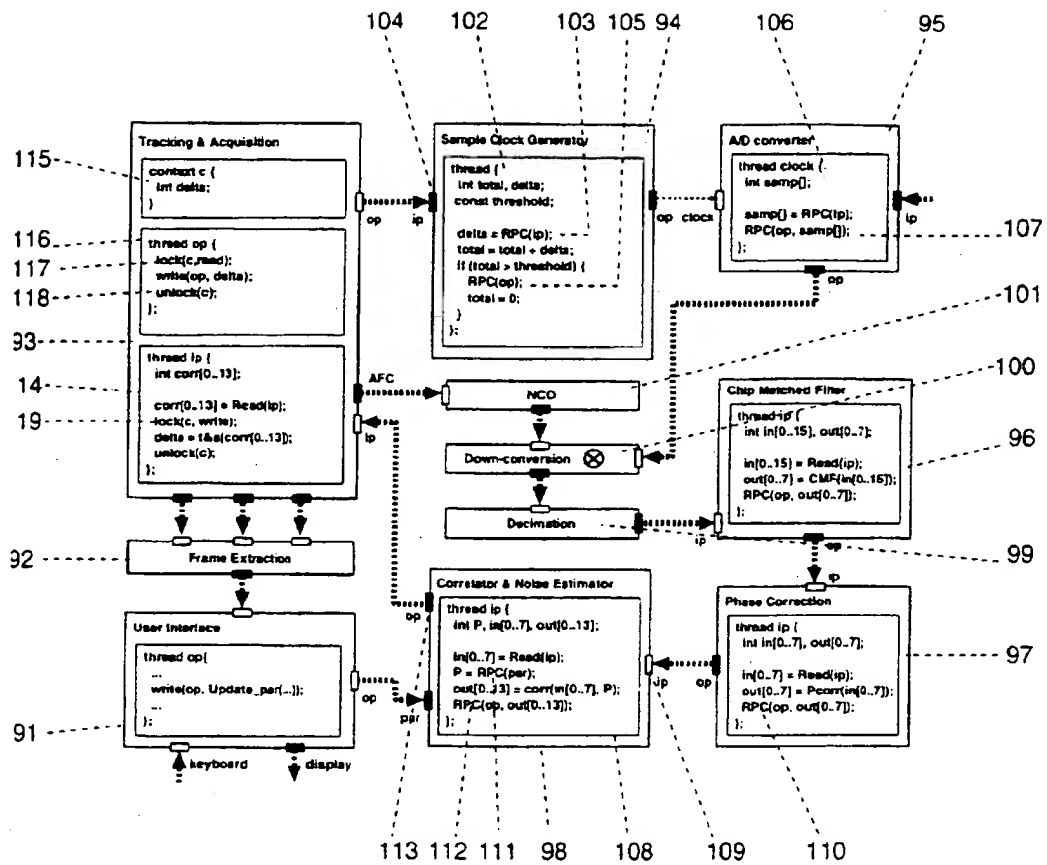 104
102
103
105
94
106
95
Tracking & Acquisition
115
context c {
int delta;
}
op
116
thread op {
117
lock(c,read);
write(op, delta);
118
unlock(c);
};
93
thread ip {
int corr[0..13];
14
corr[0..13] = Read(ip);
19
lock(c, write);
delta = t&a(corr[0..13]);
unlock(c);
};
AFC
ip
Sample Clock Generator
ip
thread {
int total, delta;
const threshold;
delta = RPC(ip);
total = total + delta;
if (total > threshold) {
RPC(op);
total = 0;
}
};
op
A/D converter
clock
thread clock {
int samp[];
samp[] = RPC(ip);
RPC(op, samp[]);
};
ip
107
op
101
100
NCO
Down-conversion
Decimation
99
Chip Matched Filter
thread ip {
int in[0..15], out[0..7];
in[0..15] = Read(ip);
out[0..7] = CMF(in[0..15]);
RPC(op, out[0..7]);
};
96
ip
op
92
Frame Extraction
User Interface
thread op{
...
write(op, Update_par(...));
...
};
op
91
keyboard
display
Correlator & Noise Estimator
op
thread ip {
int P, in[0..7], out[0..13];
in[0..7] = Read(ip);
P = RPC(par);
out[0..13] = corr(in[0..7], P);
RPC(op, out[0..13]);
};
par
ip
ip
Phase Correction
thread ip {
int in[0..7], out[0..7];
in[0..7] = Read(ip);
out[0..7] = Pcorr(in[0..7]);
RPC(op, out[0..7]);
};
op
97
113
112
111
98
108
109
110